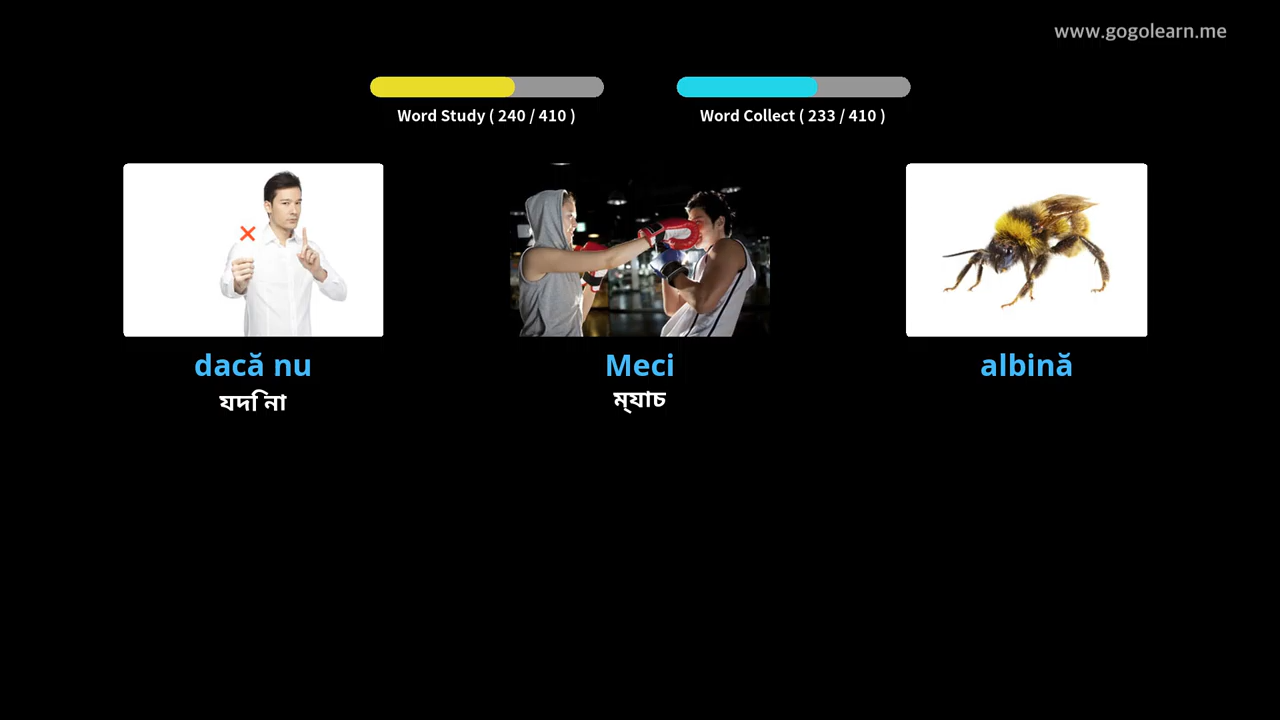 www.gogolearn.me
Word Study ( 240 / 410 )
Word Collect ( 233 / 410 )
dacă nu
Meci
albină
যদি না
ম্যাচ